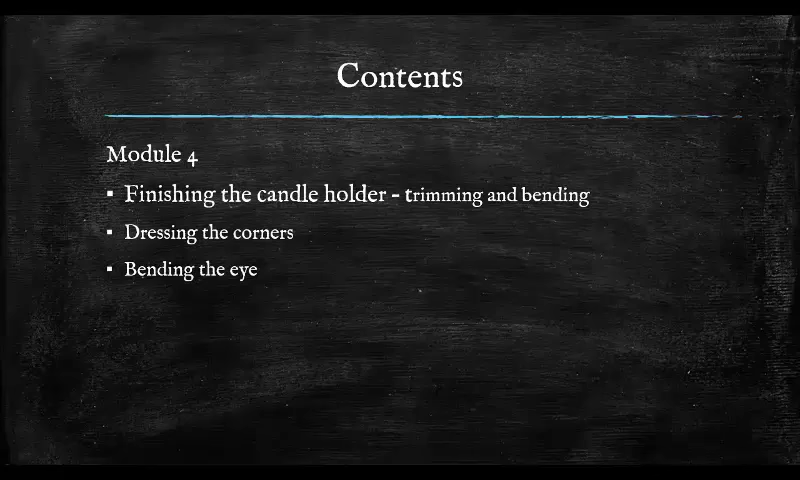 Contents
Module 4
▪ Finishing the candle holder - trimming and bending
▪ Dressing the corners
▪ Bending the eye